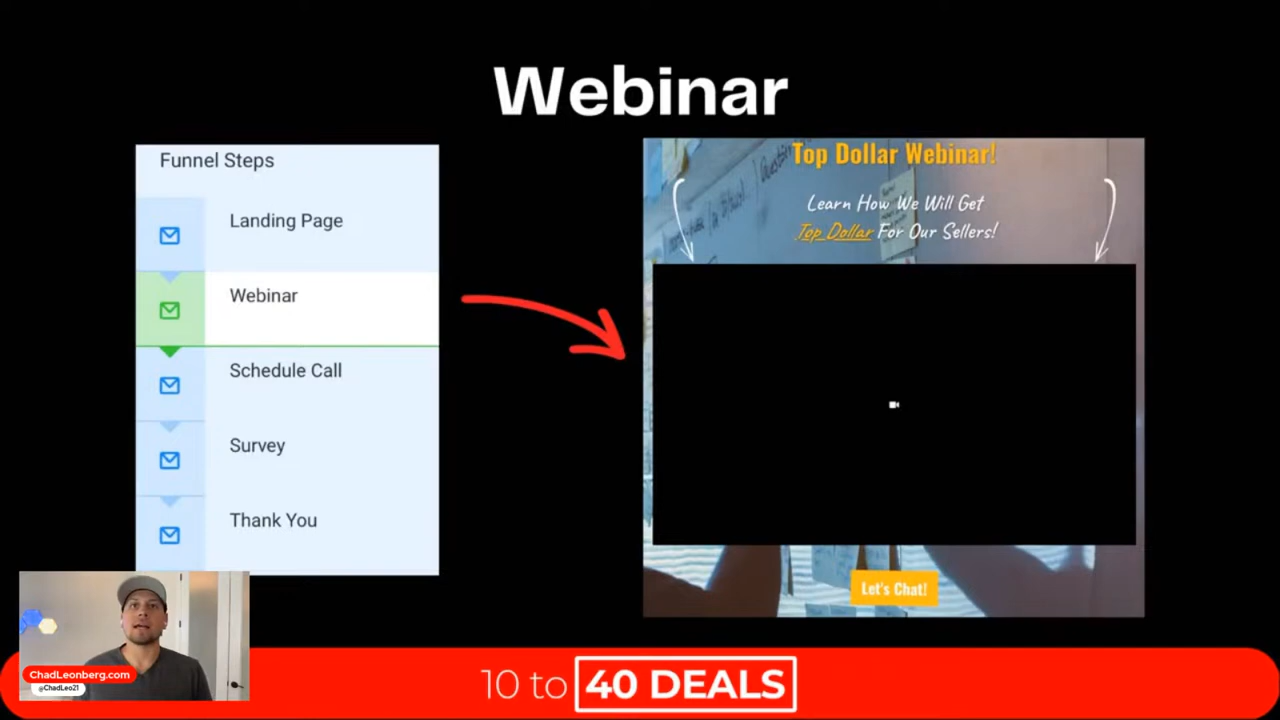 Webinar
Funnel Steps
Landing Page
Webinar
Schedule Call
Survey
Thank You
Top Dollar Webinar!
Learn How We Will Get
Top Dollar For Our Sellers!
Let's Chat!
ChadLeonberg.com
@ChadLeo21
10 to 40 DEALS